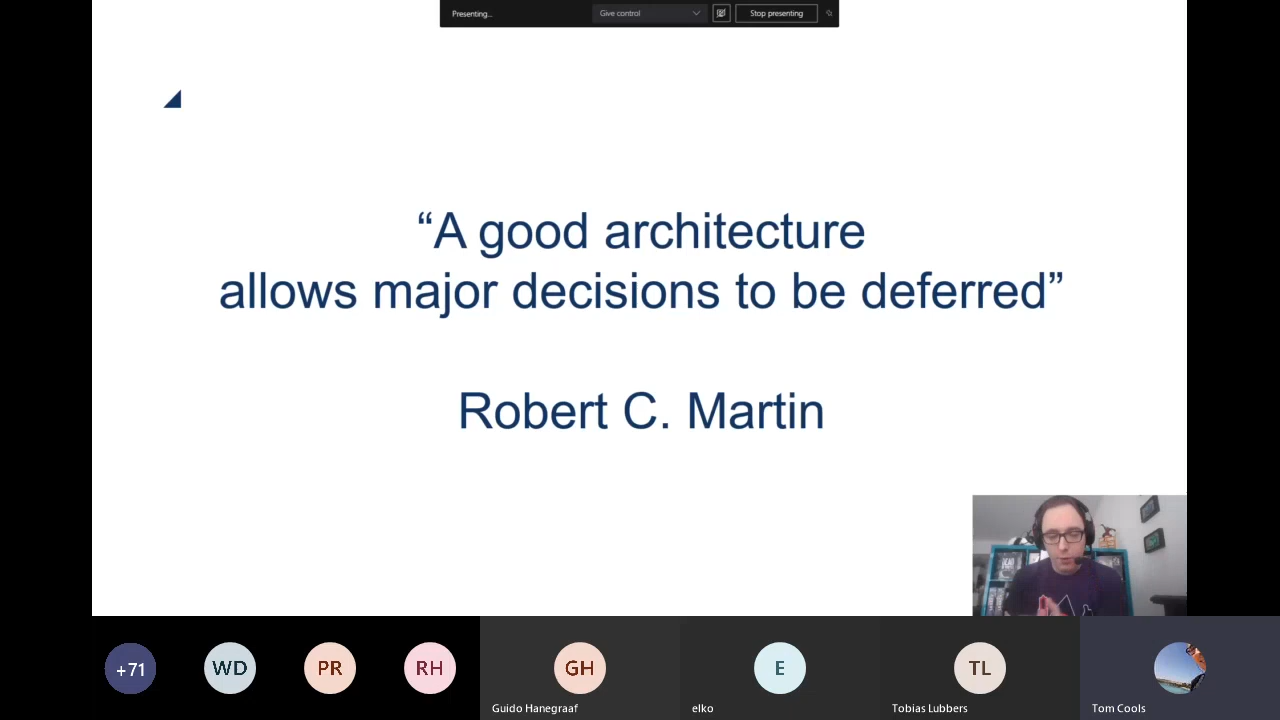 Presenting...
Give control
Stop presenting
“A good architecture
allows major decisions to be deferred”
Robert C. Martin
+71
WD
PR
RH
GH
E
TL
Guido Hanegraaf
elko
Tobias Lubbers
Tom Cools